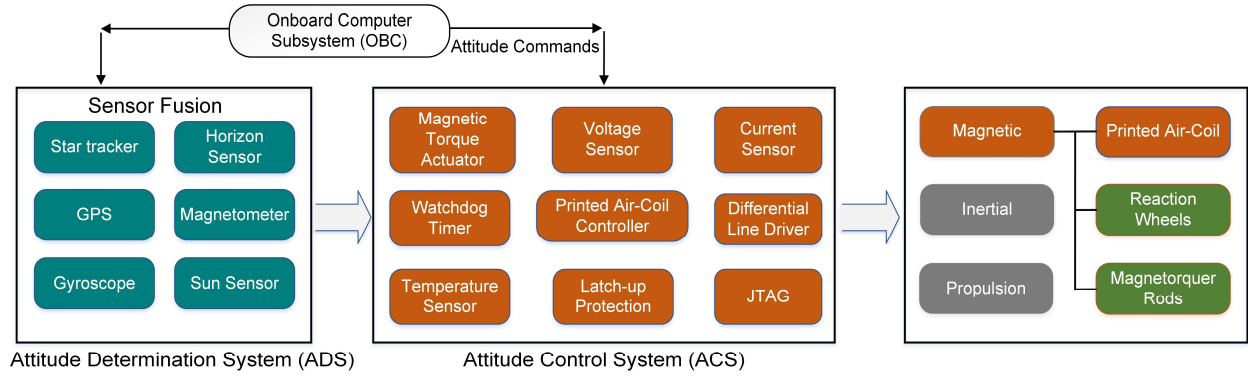 Onboard Computer
Subsystem (OBC)
Attitude Commands
Sensor Fusion
Star tracker
Horizon
Sensor
GPS
Magnetometer
Gyroscope
Sun Sensor
Attitude Determination System (ADS)
Magnetic
Torque
Actuator
Voltage
Sensor
Current
Sensor
Watchdog
Timer
Printed Air-Coil
Controller
Differential
Line Driver
Temperature
Sensor
Latch-up
Protection
JTAG
Attitude Control System (ACS)
Magnetic
Printed Air-Coil
Inertial
Reaction
Wheels
Propulsion
Magnetorquer
Rods